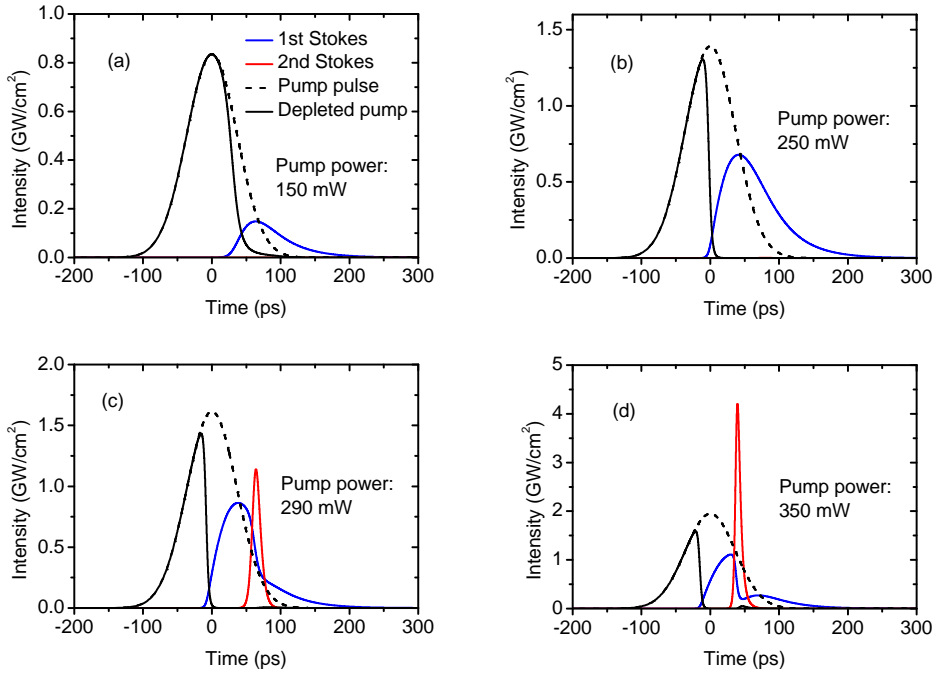 1.0
0.8
0.6
0.4
0.2
0.0
-200 -100 0 100 200 300
Intensity (GW/cm²)
Time (ps)
(a)
1st Stokes
2nd Stokes
Pump pulse
Depleted pump
Pump power:
150 mW
1.5
1.0
0.5
0.0
-200 -100 0 100 200 300
Intensity (GW/cm²)
Time (ps)
(b)
Pump power:
250 mW
2.0
1.5
1.0
0.5
0.0
-200 -100 0 100 200 300
Intensity (GW/cm²)
Time (ps)
(c)
Pump power:
290 mW
5
4
3
2
1
0
-200 -100 0 100 200 300
Intensity (GW/cm²)
Time (ps)
(d)
Pump power:
350 mW